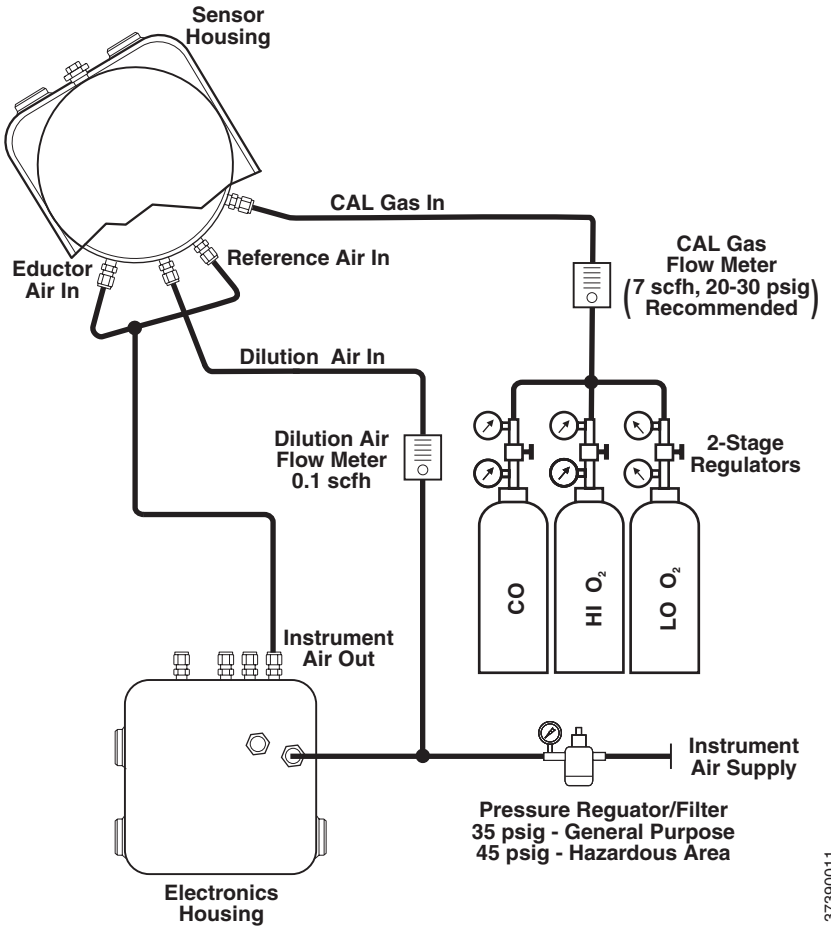 Sensor
Housing
CAL Gas In
Eductor
Air In
Reference Air In
CAL Gas
Flow Meter
(7 scfh, 20-30 psig)
Recommended
Dilution Air In
Dilution Air
Flow Meter
0.1 scfh
2-Stage
Regulators
CO
HI O₂
LO O₂
Instrument
Air Out
Instrument
Air Supply
Pressure Reguator/Filter
35 psig - General Purpose
45 psig - Hazardous Area
Electronics
Housing
37390011